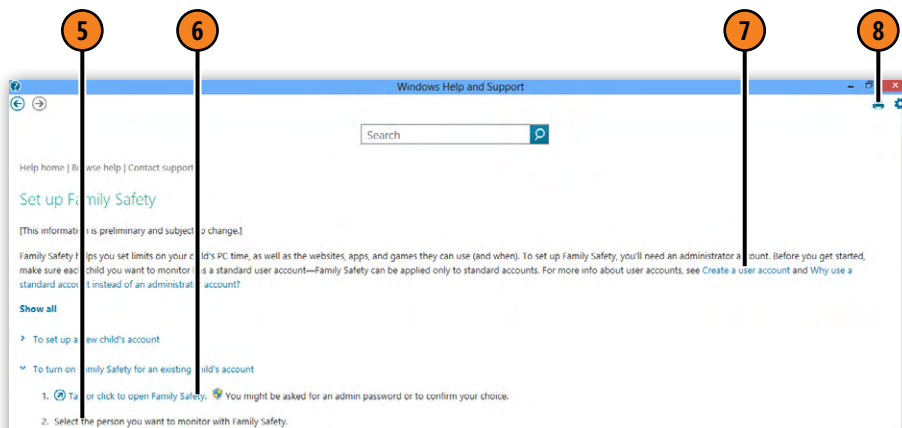 5 6 7 8
Windows Help and Support
Search
Help home | Browse help | Contact support
Set up Family Safety
[This information is preliminary and subject to change.]
Family Safety helps you set limits on your child's PC time, as well as the websites, apps, and games they can use (and when). To set up Family Safety, you'll need an administrator account. Before you get started,
make sure each child you want to monitor has a standard user account—Family Safety can be applied only to standard accounts. For more info about user accounts, see Create a user account and Why use a
standard account instead of an administrator account?
Show all
To set up a new child's account
To turn on Family Safety for an existing child's account
1. Tap or click to open Family Safety. You might be asked for an admin password or to confirm your choice.
2. Select the person you want to monitor with Family Safety.